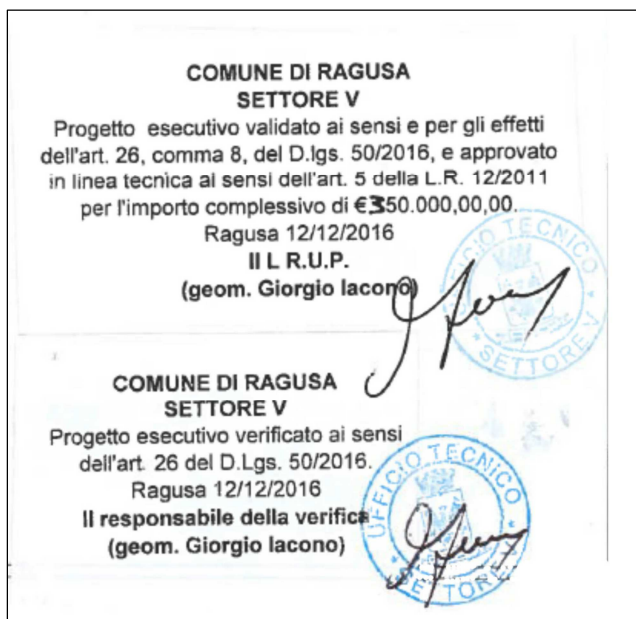 COMUNE DI RAGUSA
SETTORE V
Progetto esecutivo validato ai sensi e per gli effetti
dell'art. 26, comma 8, del D.lgs. 50/2016, e approvato
in linea tecnica ai sensi dell'art. 5 della L.R. 12/2011
per l'importo complessivo di €350.000,00,00.
Ragusa 12/12/2016
Il L R.U.P.
(geom. Giorgio Iacono)
UFFICIO TECNICO
* SETTORE V *
COMUNE DI RAGUSA
SETTORE V
Progetto esecutivo verificato ai sensi
dell'art. 26 del D.Lgs. 50/2016.
Ragusa 12/12/2016
Il responsabile della verifica
(geom. Giorgio Iacono)
UFFICIO TECNICO
* SETTORE V *